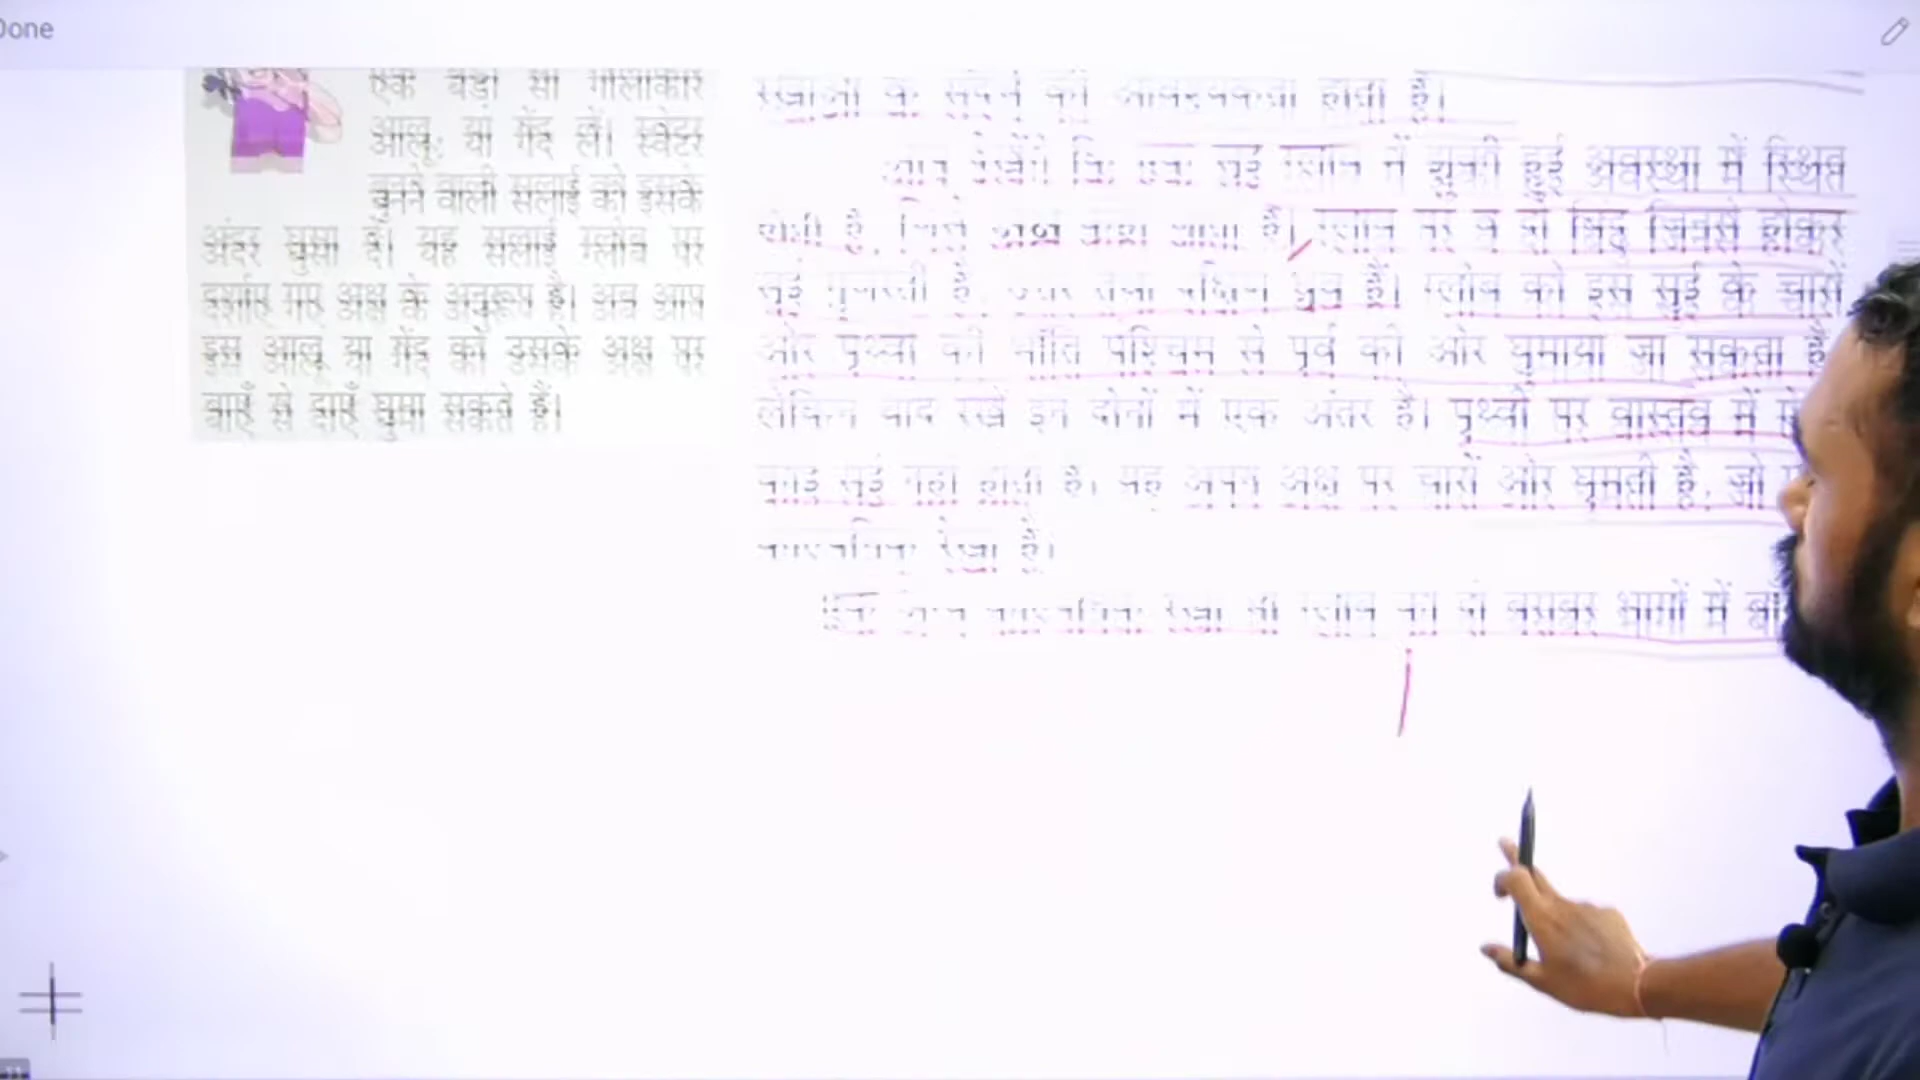 Done
एक बड़ा सा गोलाकार
आलू या गेंद लें। स्वेटर
बुनने वाली सलाई को इसके
अंदर घुसा दें। यह सलाई ग्लोब पर
दर्शाए गए अक्ष के अनुरूप है। अब आप
इस आलू या गेंद को उसके अक्ष पर
बाएँ से दाएँ घुमा सकते हैं।
रेखाओं के संदर्भ की आवश्यकता होती है।
आप देखेंगे कि एक सुई ग्लोब में झुकी हुई अवस्था में स्थित
होती है, जिसे अक्ष कहा जाता है। ग्लोब पर वे दो बिंदु जिनसे होकर
सुई गुजरती है, उत्तर तथा दक्षिण ध्रुव हैं। ग्लोब को इस सुई के चारों
ओर पृथ्वी की भाँति पश्चिम से पूर्व की ओर घुमाया जा सकता है
लेकिन याद रखें इन दोनों में एक अंतर है। पृथ्वी पर वास्तव में
कोई सुई नहीं होती है। यह अपने अक्ष पर चारों ओर घूमती है, जो
काल्पनिक रेखा है।
एक अन्य काल्पनिक रेखा भी ग्लोब को दो बराबर भागों में